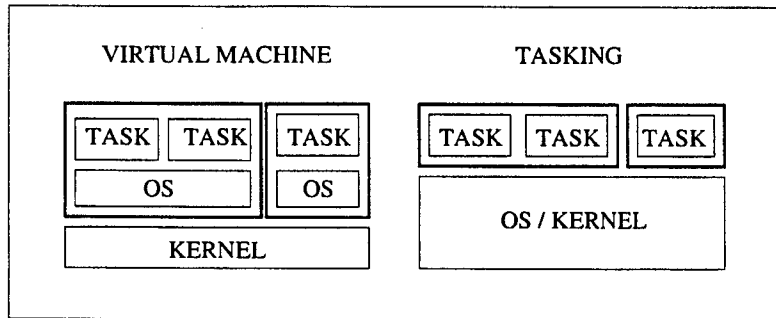 VIRTUAL MACHINE
TASK TASK TASK
OS OS
KERNEL
TASKING
TASK TASK TASK
OS / KERNEL